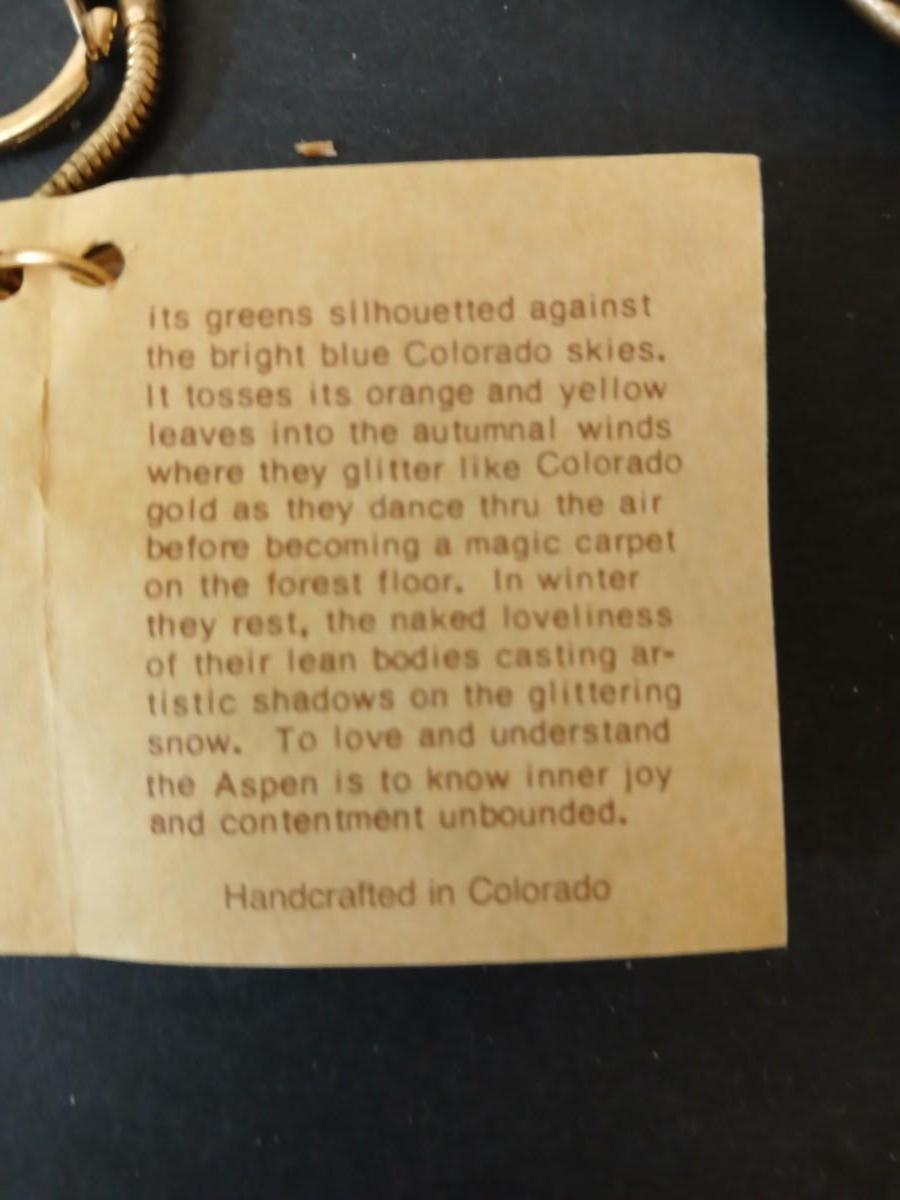 its greens silhouetted against
the bright blue Colorado skies.
It tosses its orange and yellow
leaves into the autumnal winds
where they glitter like Colorado
gold as they dance thru the air
before becoming a magic carpet
on the forest floor. In winter
they rest, the naked loveliness
of their lean bodies casting ar-
tistic shadows on the glittering
snow. To love and understand
the Aspen is to know inner joy
and contentment unbounded.
Handcrafted in Colorado